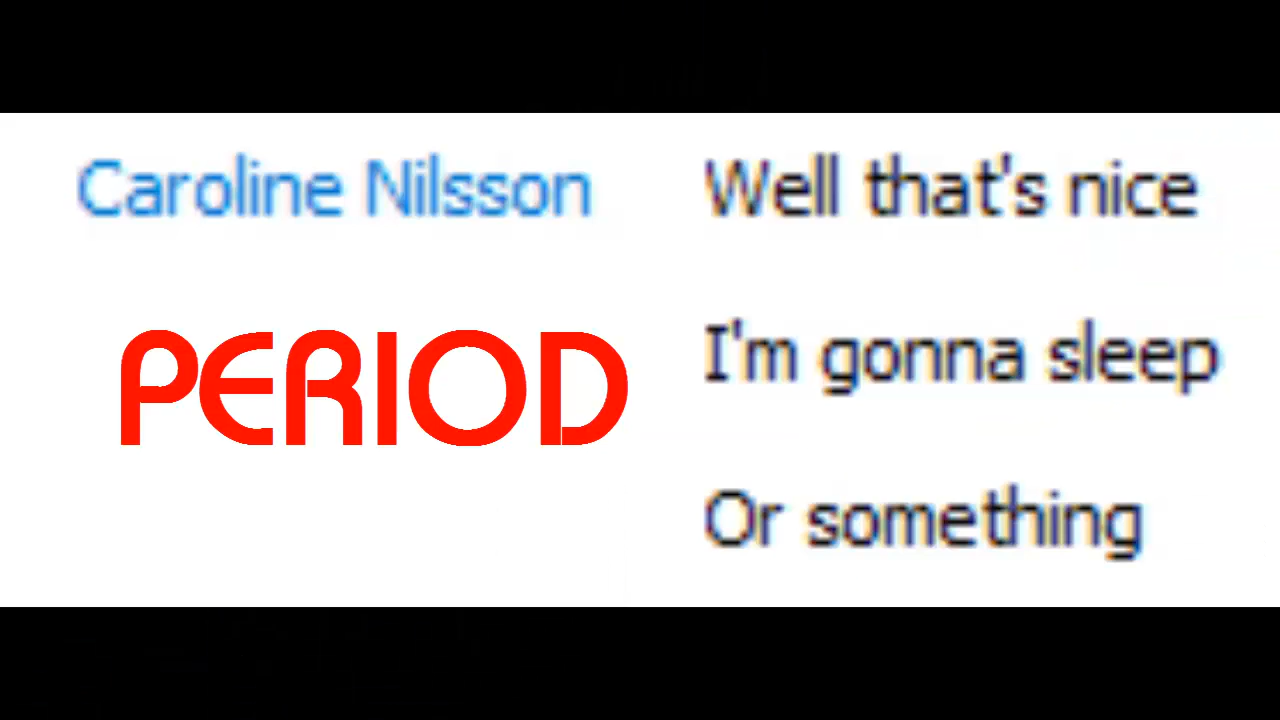 Caroline Nilsson
Well that's nice
PERIOD
I'm gonna sleep
Or something